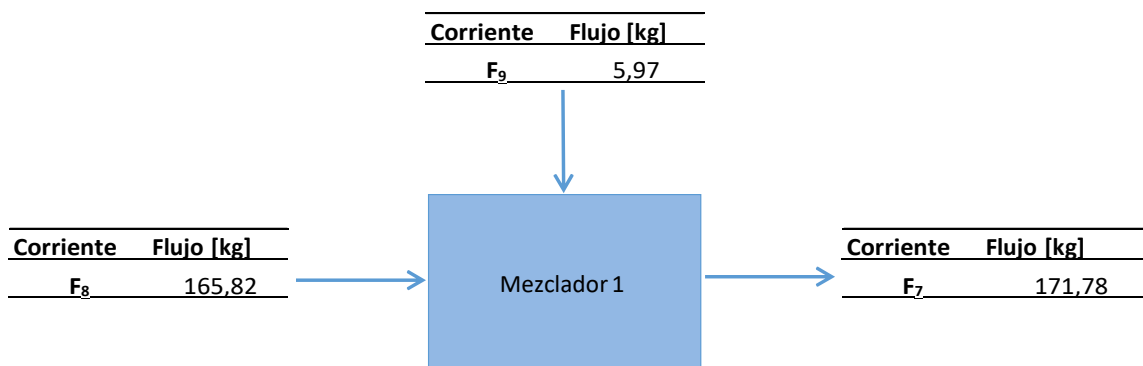 Corriente Flujo [kg]
F9 5,97
Corriente Flujo [kg]
F8 165,82
Mezclador 1
Corriente Flujo [kg]
F7 171,78